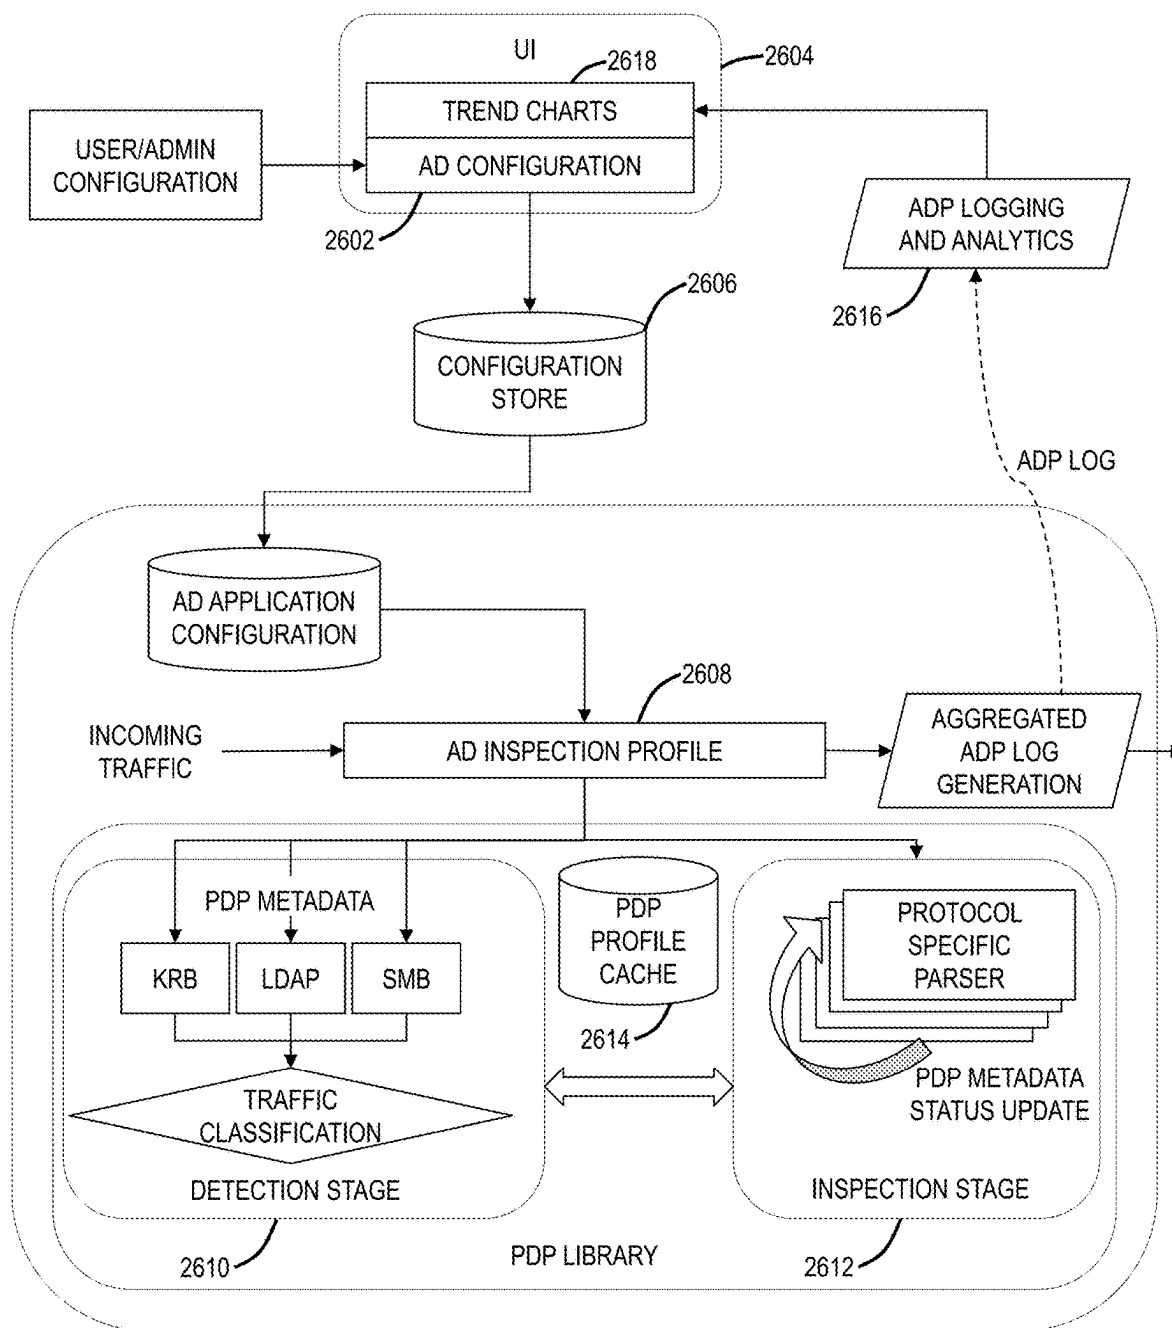 UI
2618
2604
TREND CHARTS
USER/ADMIN
CONFIGURATION
AD CONFIGURATION
2602
ADP LOGGING
AND ANALYTICS
2616
2606
CONFIGURATION
STORE
ADP LOG
AD APPLICATION
CONFIGURATION
2608
INCOMING
TRAFFIC
AD INSPECTION PROFILE
AGGREGATED
ADP LOG
GENERATION
PDP METADATA
KRB
LDAP
SMB
PDP
PROFILE
CACHE
2614
PROTOCOL
SPECIFIC
PARSER
PDP METADATA
STATUS UPDATE
TRAFFIC
CLASSIFICATION
DETECTION STAGE
INSPECTION STAGE
2610
PDP LIBRARY
2612